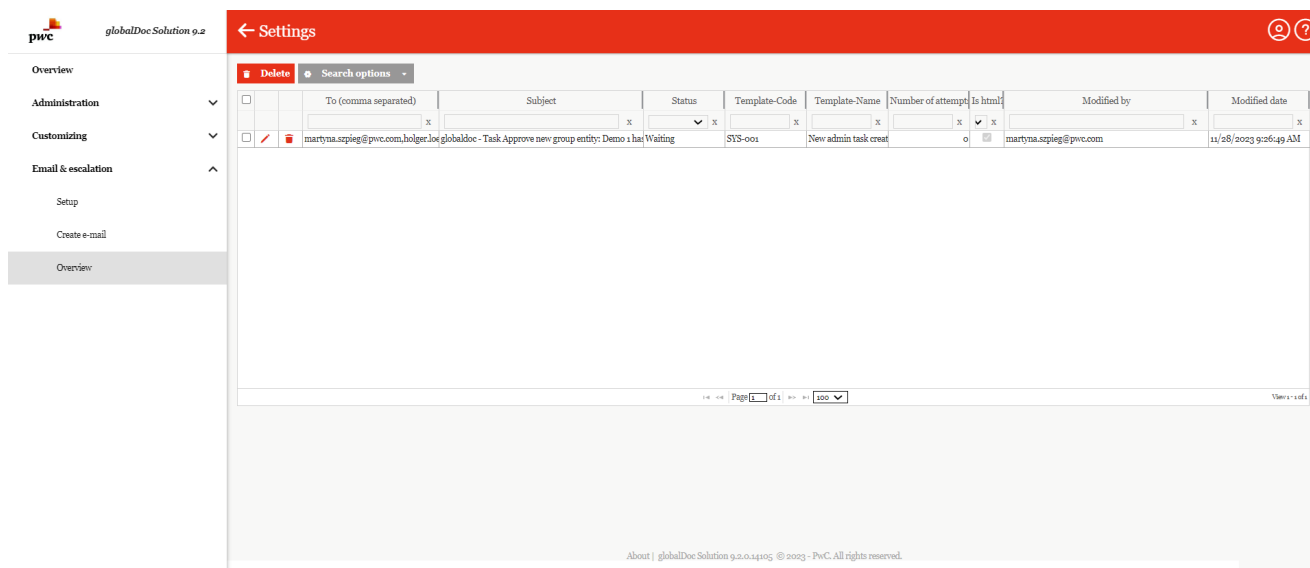 pwc
globalDoc Solution 9.2
Settings
?
Overview
Administration
Customizing
Email & escalation
Setup
Create e-mail
Overview
Delete
Search options
To (comma separated) Subject Status Template-Code Template-Name Number of attempt Is html? Modified by Modified date
x x x x x x x x x
martyna.szpieg@pwc.com,holger.loe globaldoc - Task Approve new group entity: Demo 1 has Waiting SYS-001 New admin task creat 0 martyna.szpieg@pwc.com 11/28/2023 9:26:49 AM
Page 1 of 1 100 View 1 - 1 of 1
About | globalDoc Solution 9.2.0.14105 © 2023 - PwC. All rights reserved.